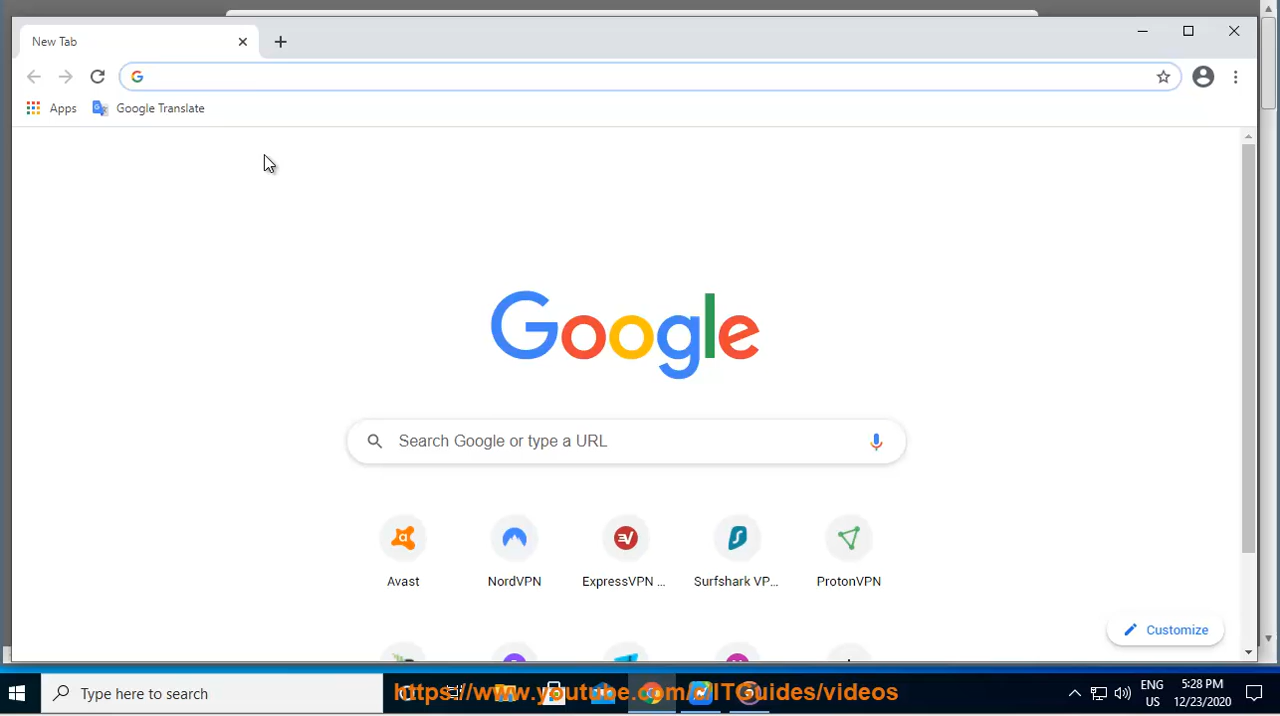 New Tab
Apps
Google Translate
Google
Search Google or type a URL
Avast
NordVPN
ExpressVPN ...
Surfshark VP...
ProtonVPN
Customize
Type here to search
ENG
US
5:28 PM
12/23/2020